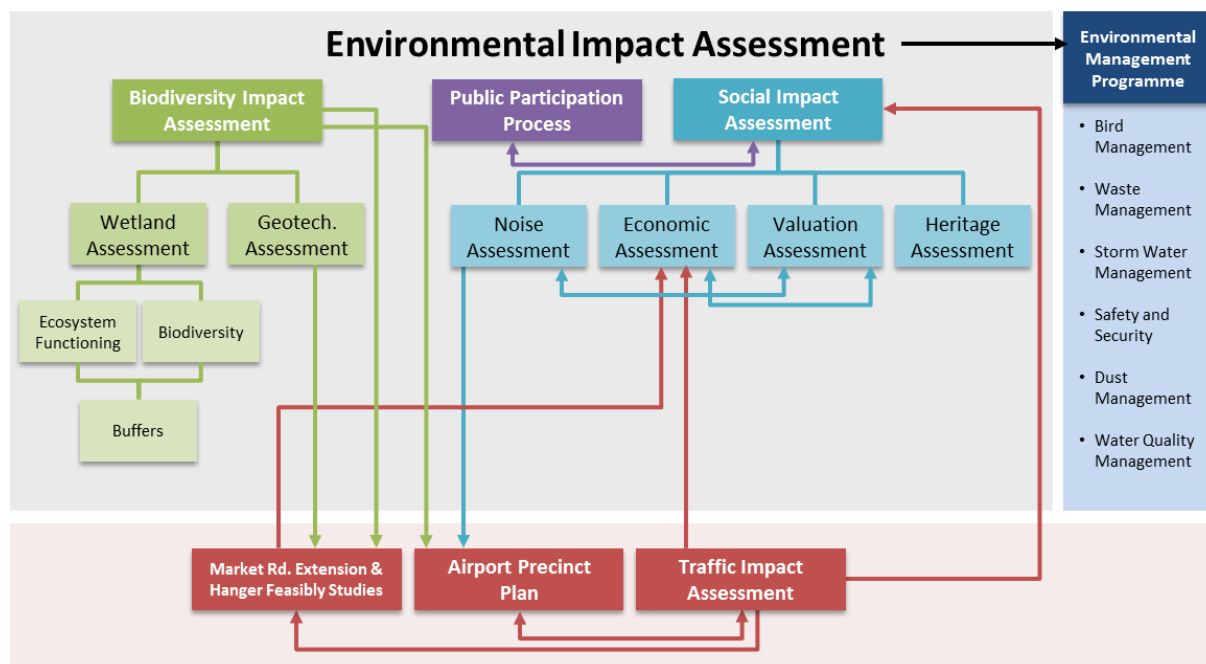 Environmental Impact Assessment
Environmental
Management
Programme
Biodiversity Impact
Assessment
Public Participation
Process
Social Impact
Assessment
Wetland
Assessment
Geotech.
Assessment
Noise
Assessment
Economic
Assessment
Valuation
Assessment
Heritage
Assessment
Ecosystem
Functioning
Biodiversity
Buffers
• Bird
Management
• Waste
Management
• Storm Water
Management
• Safety and
Security
• Dust
Management
• Water Quality
Management
Market Rd. Extension &
Hanger Feasibly Studies
Airport Precinct
Plan
Traffic Impact
Assessment